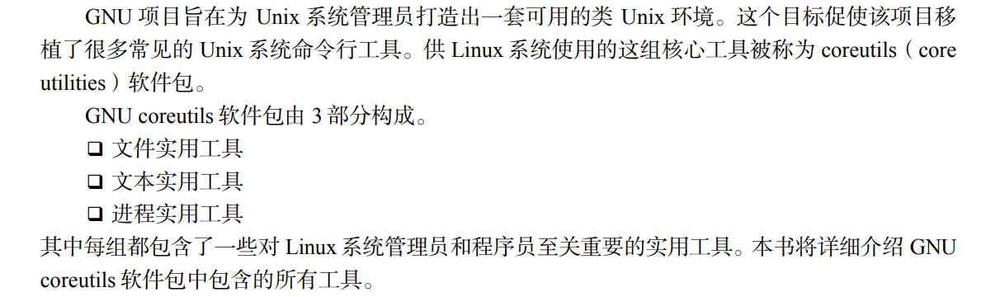 GNU 项目旨在为 Unix 系统管理员打造出一套可用的类 Unix 环境。这个目标促使该项目移
植了很多常见的 Unix 系统命令行工具。供 Linux 系统使用的这组核心工具被称为 coreutils（core
utilities）软件包。
GNU coreutils 软件包由 3 部分构成。
❑ 文件实用工具
❑ 文本实用工具
❑ 进程实用工具
其中每组都包含了一些对 Linux 系统管理员和程序员至关重要的实用工具。本书将详细介绍 GNU
coreutils 软件包中包含的所有工具。